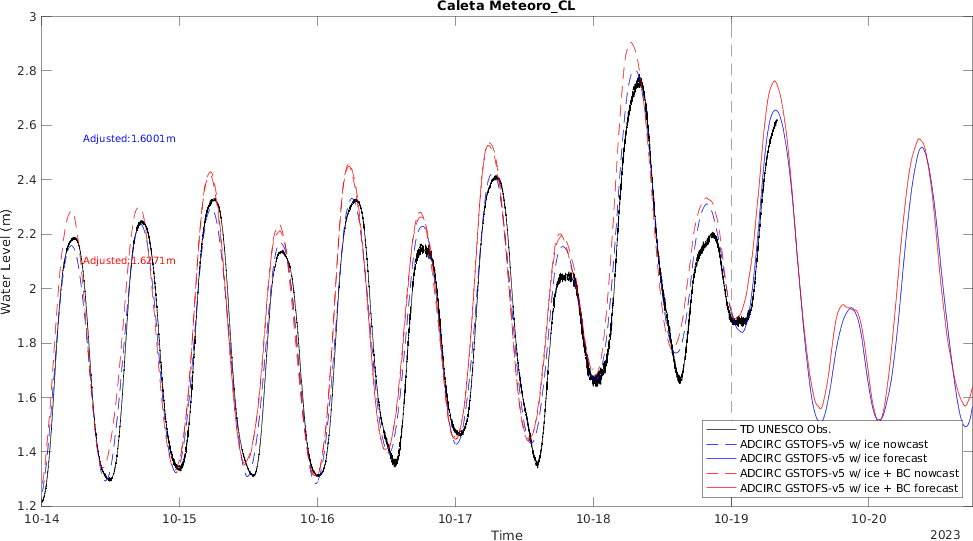 Caleta Meteoro_CL
3
2.8
2.6
2.4
2.2
2
1.8
1.6
1.4
1.2
Water Level (m)
Adjusted:1.6001m
Adjusted:1.6271m
TD UNESCO Obs.
ADCIRC GSTOFS-v5 w/ ice nowcast
ADCIRC GSTOFS-v5 w/ ice forecast
ADCIRC GSTOFS-v5 w/ ice + BC nowcast
ADCIRC GSTOFS-v5 w/ ice + BC forecast
10-14 10-15 10-16 10-17 10-18 10-19 10-20
Time
2023